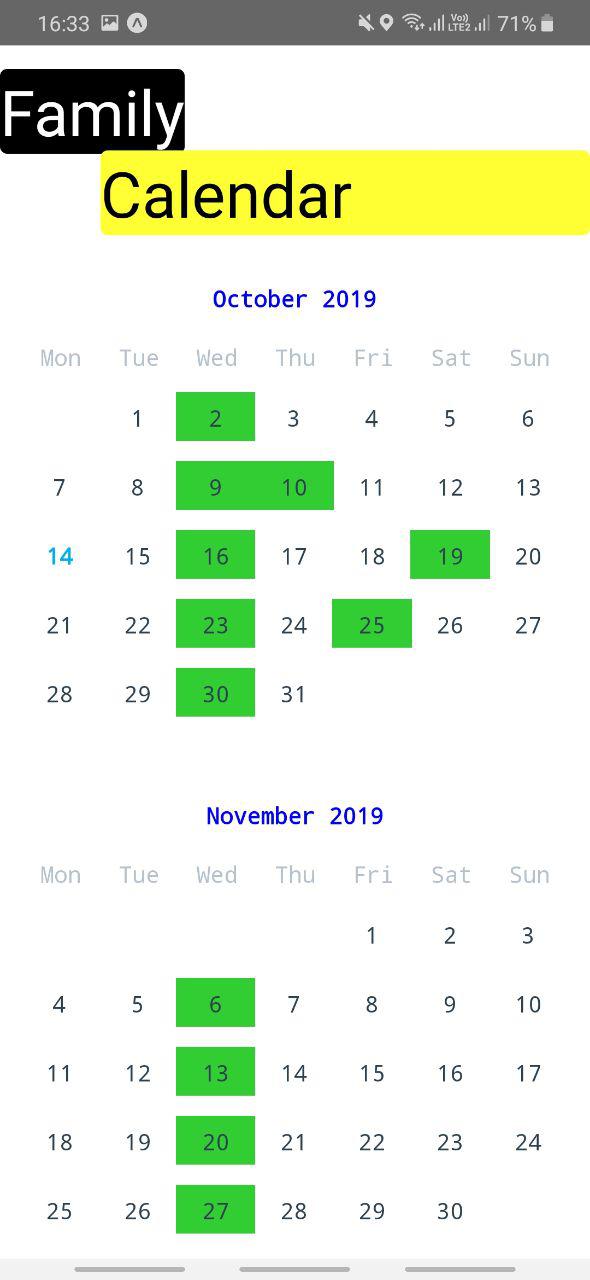 16:33 Vo)) LTE2 71%
Family
Calendar
October 2019
Mon Tue Wed Thu Fri Sat Sun
1 2 3 4 5 6
7 8 9 10 11 12 13
14 15 16 17 18 19 20
21 22 23 24 25 26 27
28 29 30 31
November 2019
Mon Tue Wed Thu Fri Sat Sun
1 2 3
4 5 6 7 8 9 10
11 12 13 14 15 16 17
18 19 20 21 22 23 24
25 26 27 28 29 30